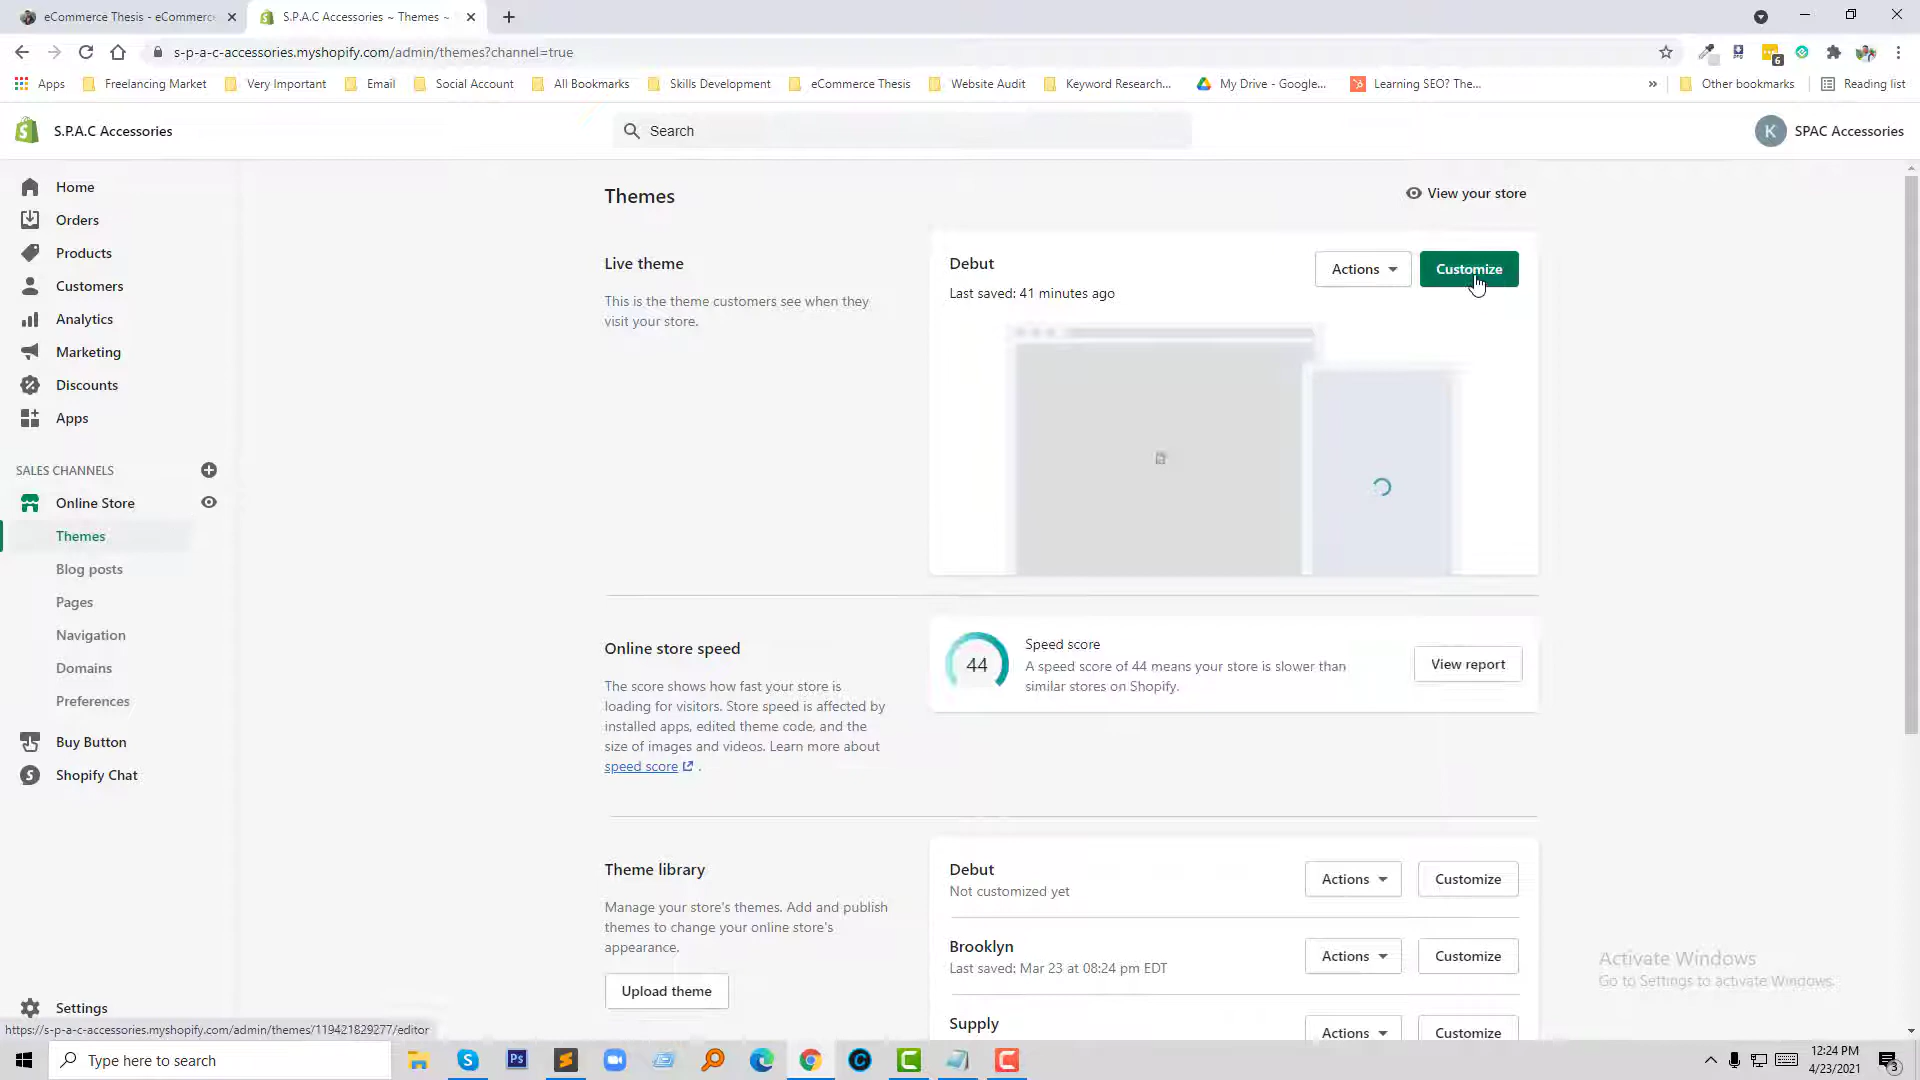 eCommerce Thesis - eCommerc
S.P.A.C Accessories ~ Themes ~
s-p-a-c-accessories.myshopify.com/admin/themes?channel=true
Apps
Freelancing Market
Very Important
Email
Social Account
All Bookmarks
Skills Development
eCommerce Thesis
Website Audit
Keyword Research...
My Drive - Google...
Learning SEO? The...
Other bookmarks
Reading list
S.P.A.C Accessories
Search
K
SPAC Accessories
Home
Orders
Products
Customers
Analytics
Marketing
Discounts
Apps
SALES CHANNELS
Online Store
Themes
Blog posts
Pages
Navigation
Domains
Preferences
Buy Button
Shopify Chat
Settings
Themes
View your store
Live theme
This is the theme customers see when they
visit your store.
Debut
Last saved: 41 minutes ago
Actions
Customize
Online store speed
The score shows how fast your store is
loading for visitors. Store speed is affected by
installed apps, edited theme code, and the
size of images and videos. Learn more about
speed score .
44
Speed score
A speed score of 44 means your store is slower than
similar stores on Shopify.
View report
Theme library
Manage your store's themes. Add and publish
themes to change your online store's
appearance.
Upload theme
Debut
Not customized yet
Actions
Customize
Brooklyn
Last saved: Mar 23 at 08:24 pm EDT
Actions
Customize
Supply
Actions
Customize
Activate Windows
Go to Settings to activate Windows.
https://s-p-a-c-accessories.myshopify.com/admin/themes/119421829277/editor
Type here to search
Ps
12:24 PM
4/23/2021
3